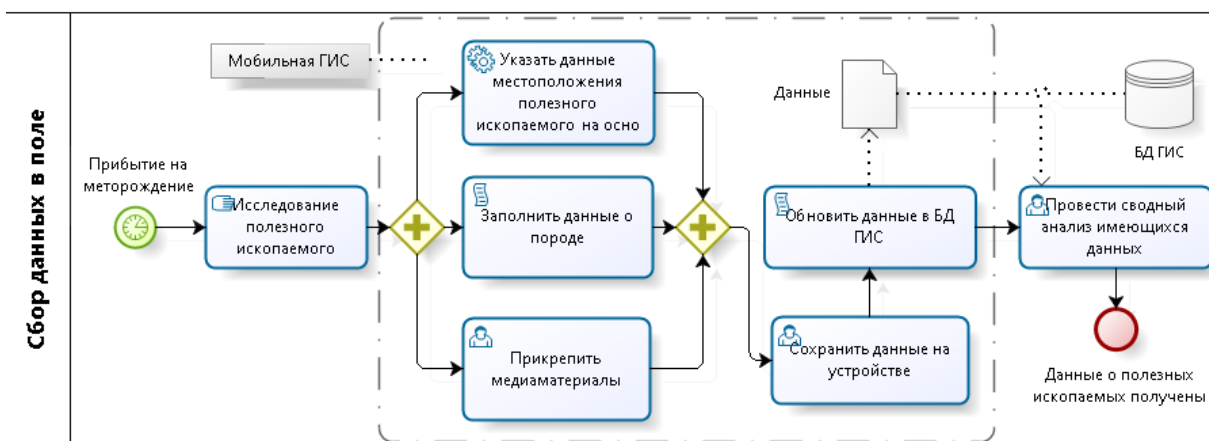 Сбор данных в поле
Прибытие на
меторождение
Исследование
полезного
ископаемого
Мобильная ГИС
Указать данные
местоположения
полезного
ископаемого на осно
Заполнить данные о
породе
Прикрепить
медиаматериалы
Сохранить данные на
устройстве
Обновить данные в БД
ГИС
Данные
БД ГИС
Провести сводный
анализ имеющихся
данных
Данные о полезных
ископаемых получены